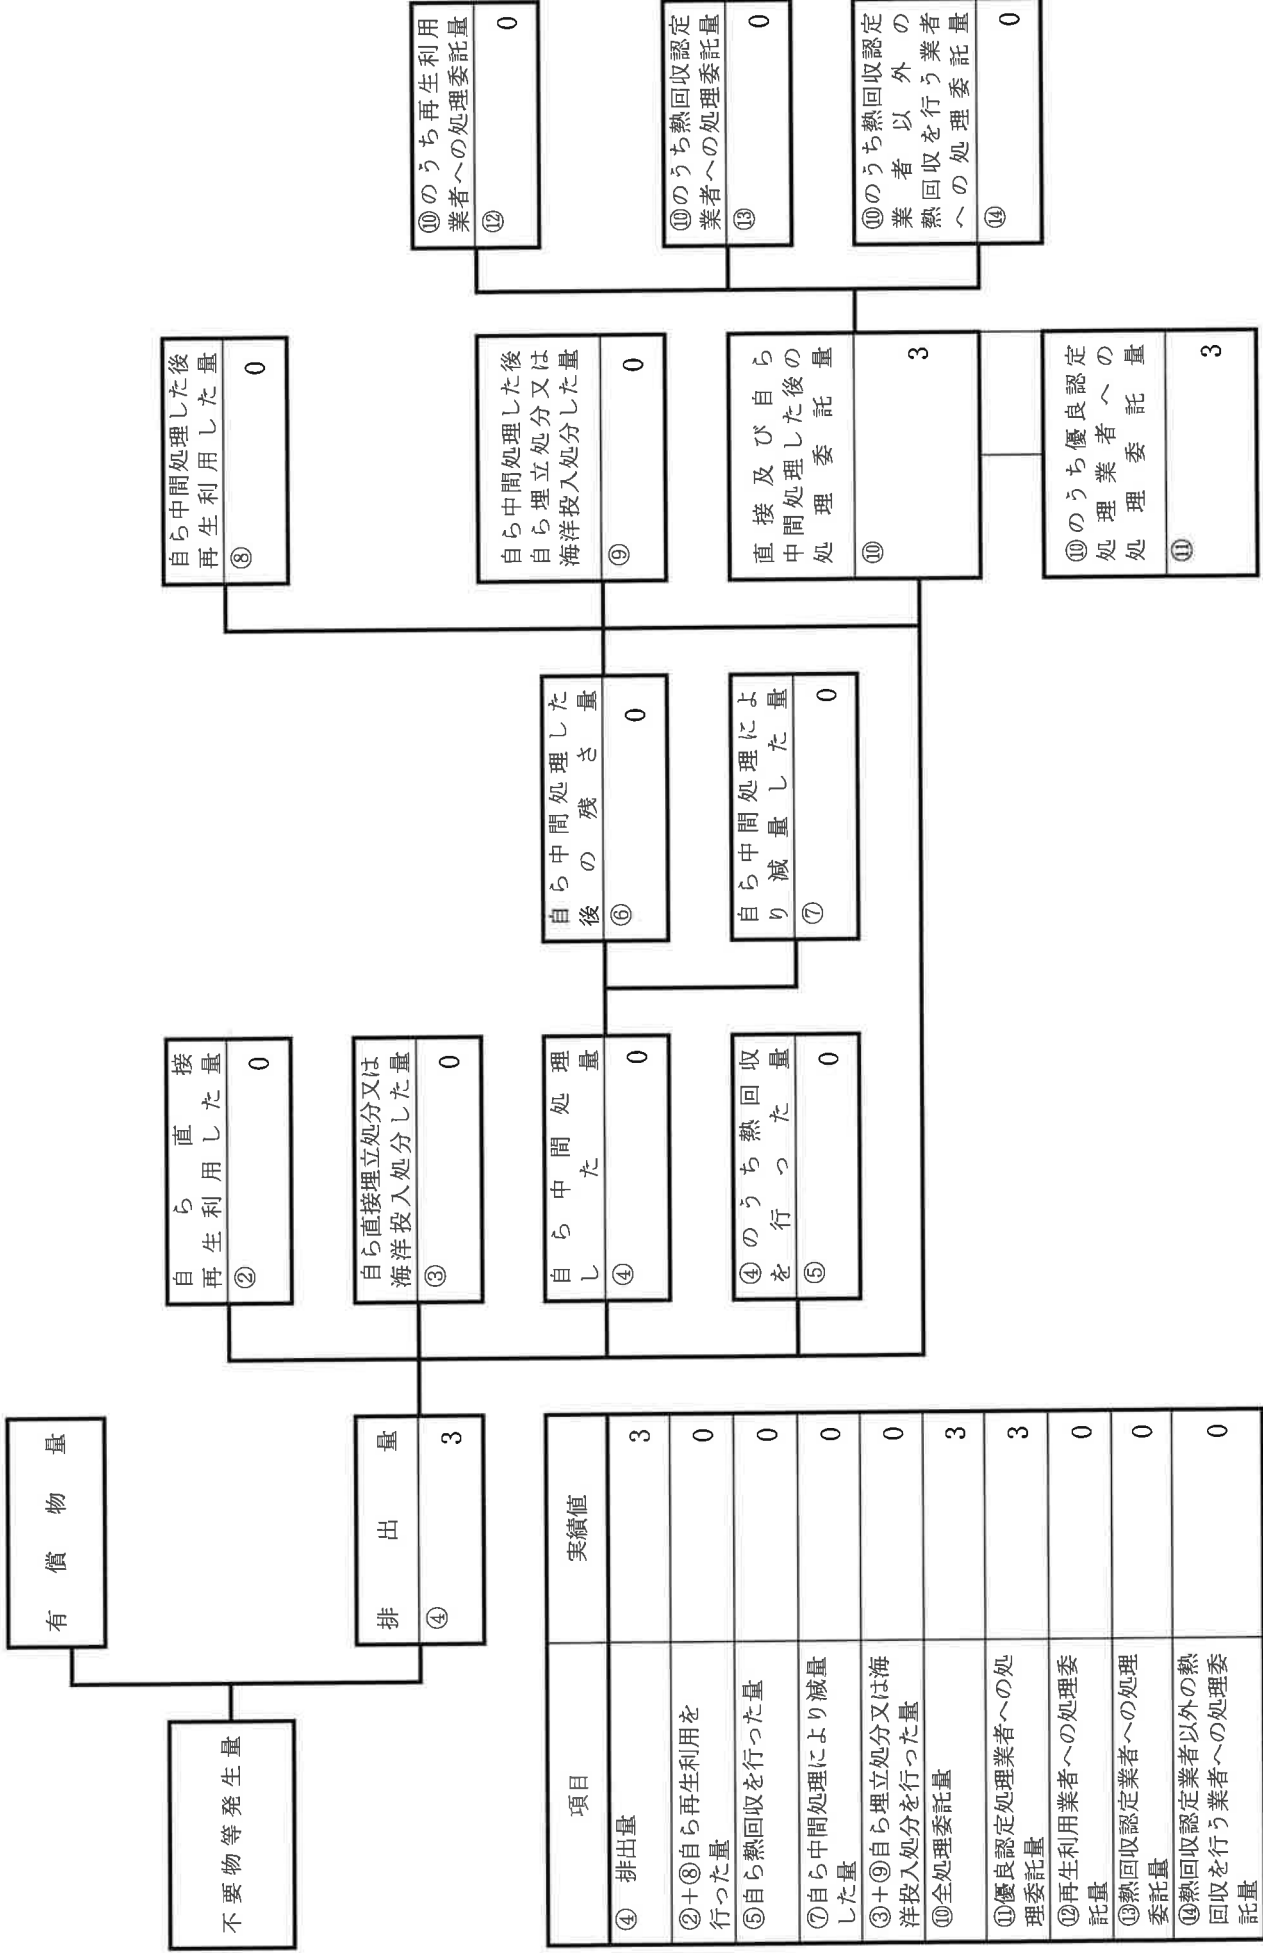 不要物等発生量
有償物量
排出量
④ 3
自ら直接
再生利用した量
② 0
自ら直接埋立処分又は
海洋投入処分した量
③ 0
自ら中間処理
した量
④ 0
④のうち熱回収
を行った量
⑤ 0
自ら中間処理した
後の残さ量
⑥ 0
自ら中間処理によ
り減量した量
⑦ 0
自ら中間処理した後
再生利用した量
⑧ 0
自ら中間処理した後
自ら埋立処分又は
海洋投入処分した量
⑨ 0
直接及び自ら
中間処理した後の
処理委託量
⑩ 3
⑩のうち優良認定
処理業者への
処理委託量
⑪ 3
⑩のうち再生利用
業者への処理委託量
⑫ 0
⑩のうち熱回収認定
業者への処理委託量
⑬ 0
⑩のうち熱回収認定
業者以外の
熱回収を行う業者
への処理委託量
⑭ 0
項目 実績値
④ 排出量 3
②+⑧自ら再生利用を
行った量 0
⑤自ら熱回収を行った量 0
⑦自ら中間処理により減量
した量 0
③+⑨自ら埋立処分又は海
洋投入処分を行った量 0
⑩全処理委託量 3
⑪優良認定処理業者への処
理委託量 3
⑫再生利用業者への処理委
託量 0
⑬熱回収認定業者への処理
委託量 0
⑭熱回収認定業者以外の熱
回収を行う業者への処理委
託量 0